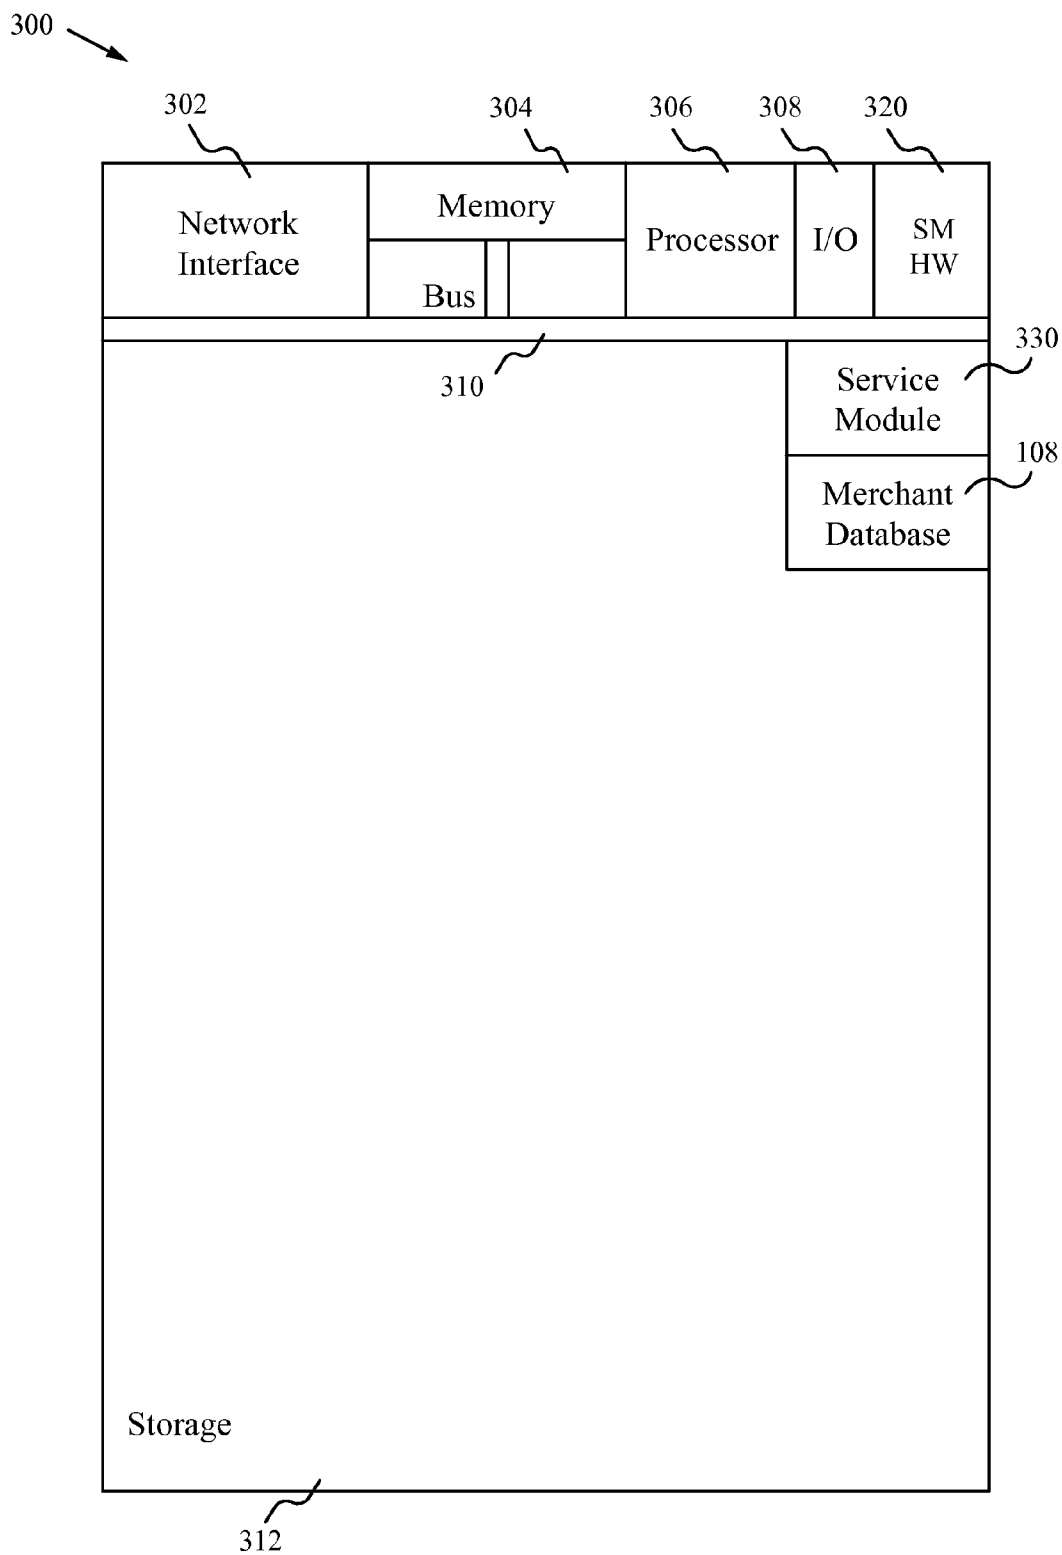 300
302
304
306
308
320
Network
Interface
Memory
Bus
Processor
I/O
SM
HW
310
330
Service
Module
108
Merchant
Database
Storage
312